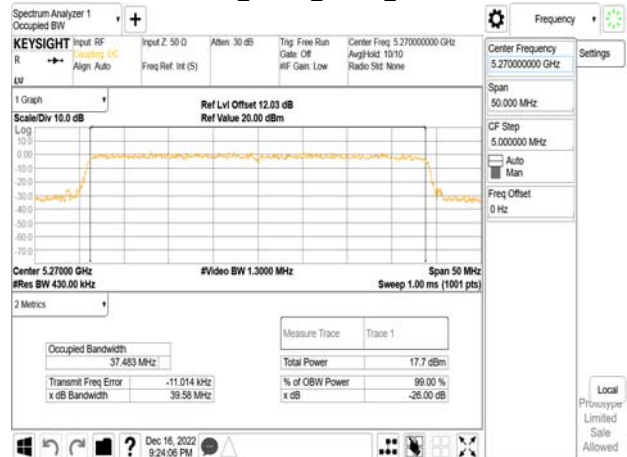 Spectrum Analyzer 1
Occupied BW
Frequency
KEYSIGHT
Input: RF
Coupling: DC
Align: Auto
Input Z: 50 Ω
Freq Ref: Int (S)
Atten: 30 dB
Trig: Free Run
Gate: Off
#IF Gain: Low
Center Freq: 5.270000000 GHz
Avg|Hold: 10/10
Radio Std: None
R
LV
Center Frequency
5.270000000 GHz
Settings
Span
50.000 MHz
CF Step
5.000000 MHz
Auto
Man
Freq Offset
0 Hz
1 Graph
Scale/Div 10.0 dB
Ref Lvl Offset 12.03 dB
Ref Value 20.00 dBm
Log
10.0
0.00
-10.0
-20.0
-30.0
-40.0
-50.0
-60.0
-70.0
Center 5.27000 GHz
#Res BW 430.00 kHz
#Video BW 1.3000 MHz
Span 50 MHz
Sweep 1.00 ms (1001 pts)
2 Metrics
Measure Trace
Trace 1
Occupied Bandwidth
37.483 MHz
Total Power
17.7 dBm
Transmit Freq Error
-11.014 kHz
% of OBW Power
99.00 %
x dB Bandwidth
39.58 MHz
x dB
-26.00 dB
Local
Prototype
Limited
Sale
Allowed
?
Dec 16, 2022
9:24:06 PM